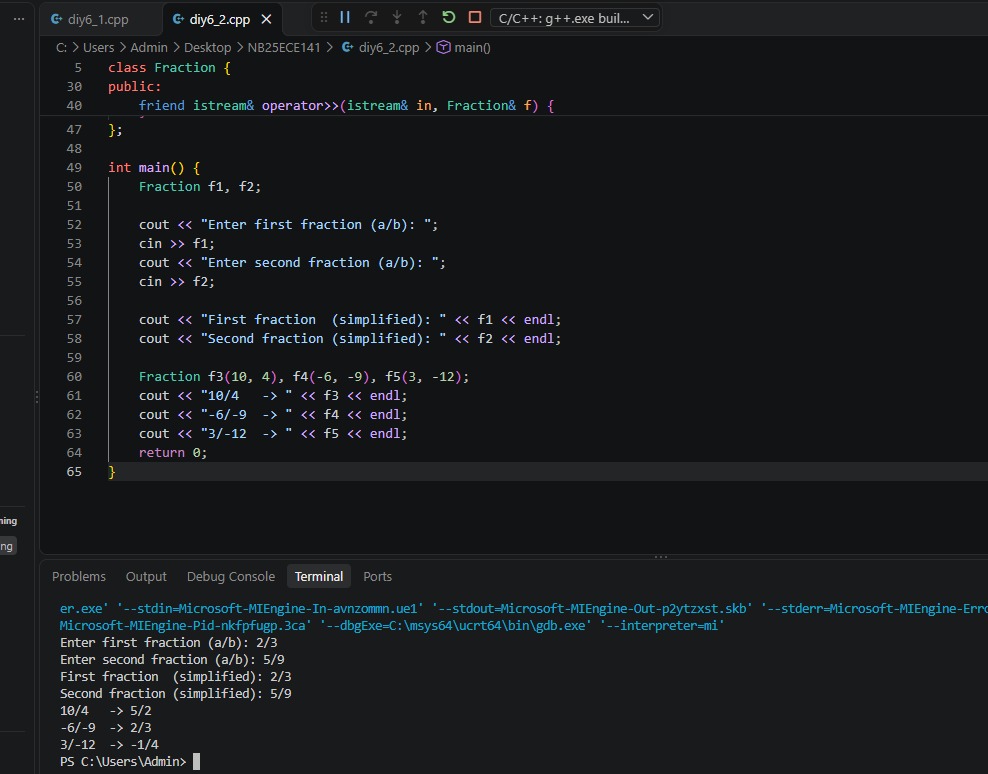 diy6_1.cpp diy6_2.cpp C/C++: g++.exe buil...
C: > Users > Admin > Desktop > NB25ECE141 > diy6_2.cpp > main()
5 class Fraction {
30 public:
40     friend istream& operator>>(istream& in, Fraction& f) {
47 };
48
49 int main() {
50     Fraction f1, f2;
51
52     cout << "Enter first fraction (a/b): ";
53     cin >> f1;
54     cout << "Enter second fraction (a/b): ";
55     cin >> f2;
56
57     cout << "First fraction  (simplified): " << f1 << endl;
58     cout << "Second fraction (simplified): " << f2 << endl;
59
60     Fraction f3(10, 4), f4(-6, -9), f5(3, -12);
61     cout << "10/4   -> " << f3 << endl;
62     cout << "-6/-9  -> " << f4 << endl;
63     cout << "3/-12  -> " << f5 << endl;
64     return 0;
65 }
ning
ng
Problems Output Debug Console Terminal Ports
er.exe' '--stdin=Microsoft-MIEngine-In-avnzommn.ue1' '--stdout=Microsoft-MIEngine-Out-p2ytzxst.skb' '--stderr=Microsoft-MIEngine-Erro
Microsoft-MIEngine-Pid-nkfpfugp.3ca' '--dbgExe=C:\msys64\ucrt64\bin\gdb.exe' '--interpreter=mi'
Enter first fraction (a/b): 2/3
Enter second fraction (a/b): 5/9
First fraction  (simplified): 2/3
Second fraction (simplified): 5/9
10/4   -> 5/2
-6/-9  -> 2/3
3/-12  -> -1/4
PS C:\Users\Admin>